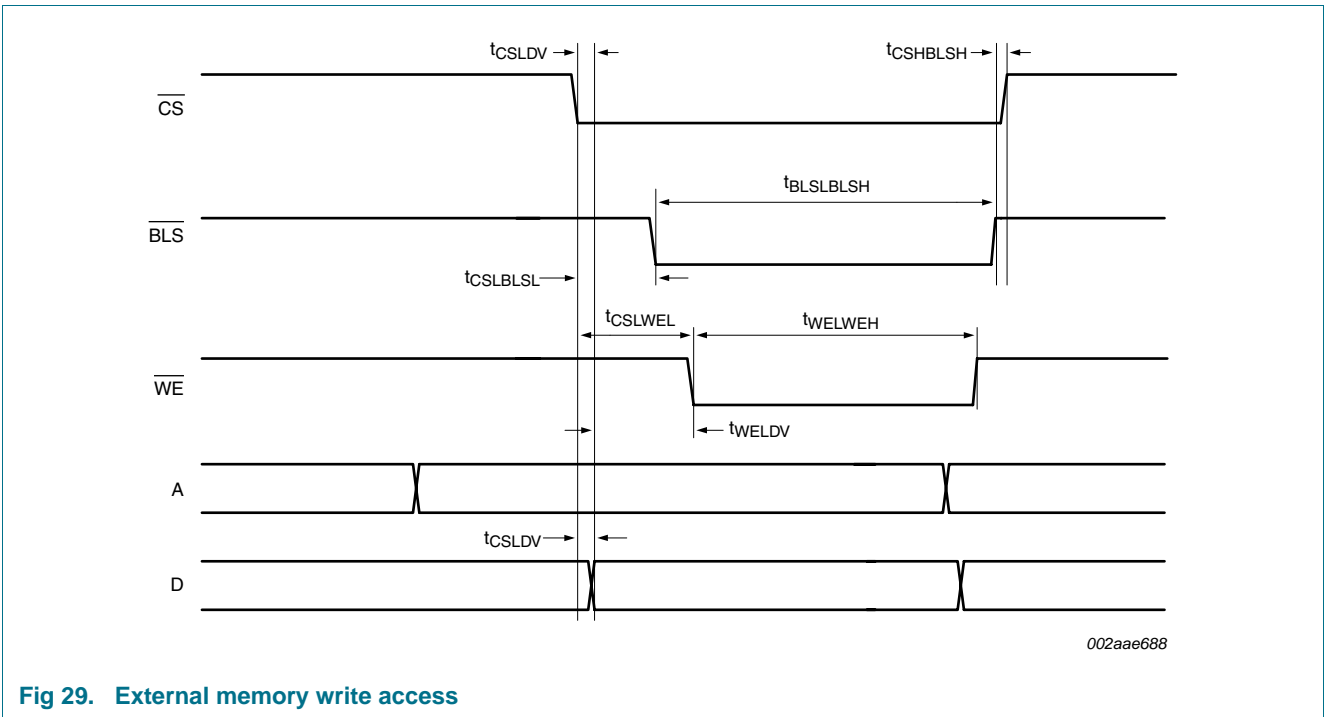 tCSLDV
tCSHBLSH
CS
tBLSLBLSH
BLS
tCSLBLSL
tCSLWEL
tWELWEH
WE
tWELDV
A
tCSLDV
D
002aae688
Fig 29. External memory write access